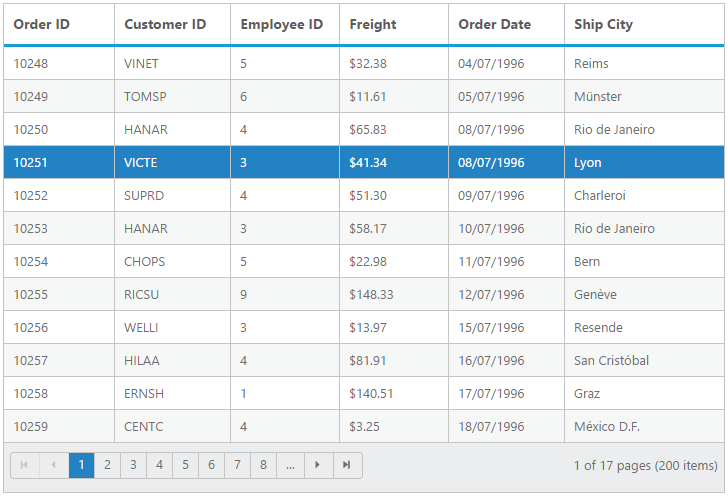 Order ID Customer ID Employee ID Freight Order Date Ship City
10248 VINET 5 $32.38 04/07/1996 Reims
10249 TOMSP 6 $11.61 05/07/1996 Münster
10250 HANAR 4 $65.83 08/07/1996 Rio de Janeiro
10251 VICTE 3 $41.34 08/07/1996 Lyon
10252 SUPRD 4 $51.30 09/07/1996 Charleroi
10253 HANAR 3 $58.17 10/07/1996 Rio de Janeiro
10254 CHOPS 5 $22.98 11/07/1996 Bern
10255 RICSU 9 $148.33 12/07/1996 Genève
10256 WELLI 3 $13.97 15/07/1996 Resende
10257 HILAA 4 $81.91 16/07/1996 San Cristóbal
10258 ERNSH 1 $140.51 17/07/1996 Graz
10259 CENTC 4 $3.25 18/07/1996 México D.F.
1 2 3 4 5 6 7 8 ... 1 of 17 pages (200 items)